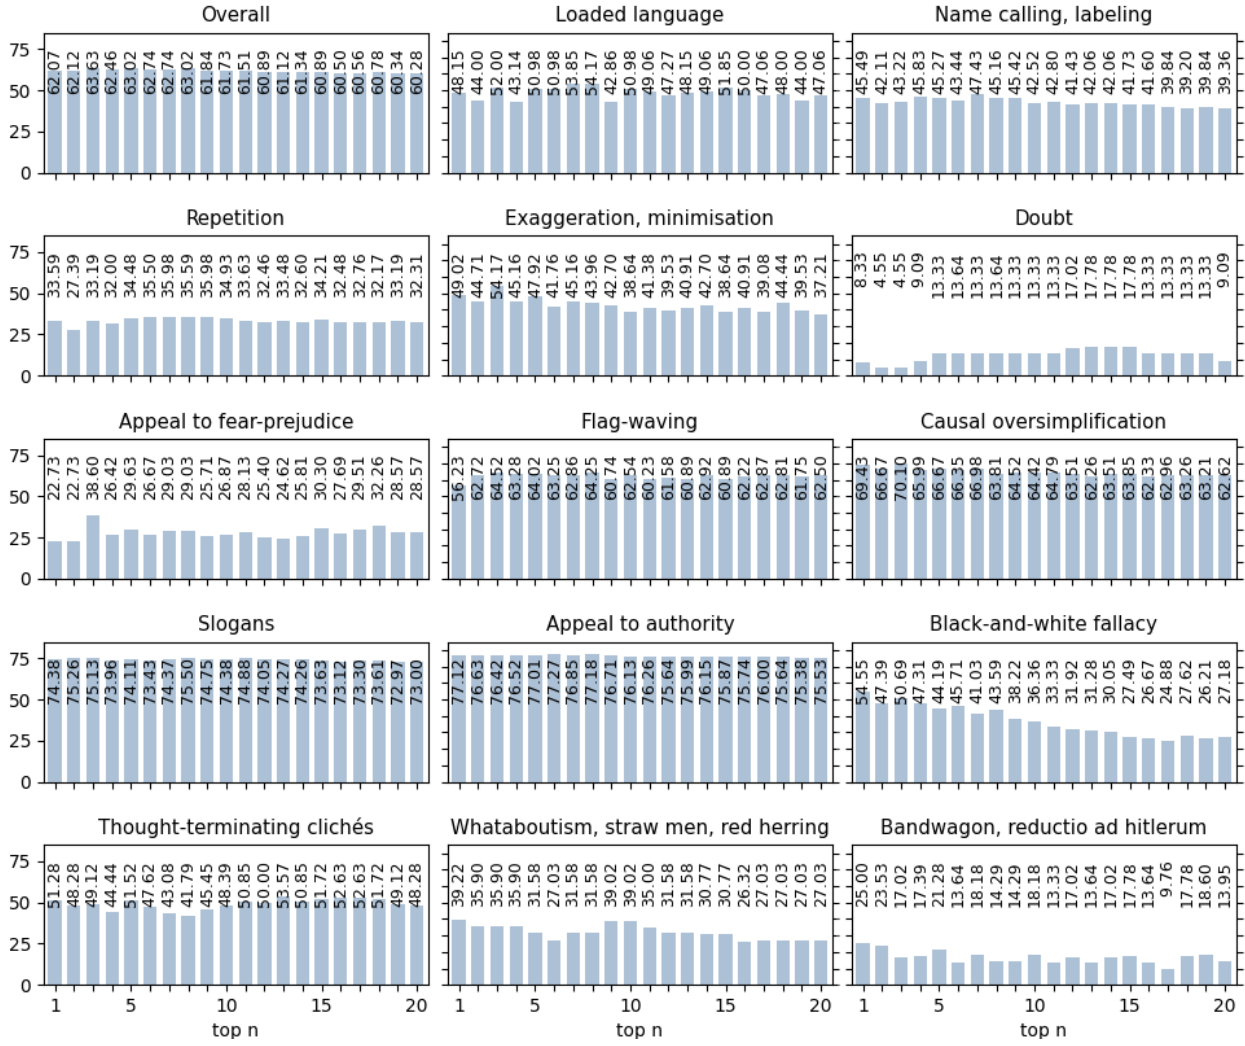 Overall
Loaded language
Name calling, labeling
75
50
25
0
62.07 62.12 63.63 62.46 63.02 62.74 62.74 63.02 61.84 61.73 61.51 60.89 61.12 61.34 60.89 60.50 60.56 60.78 60.34 60.28
48.15 44.00 52.00 43.14 50.98 50.98 53.85 54.17 42.86 50.98 49.06 47.27 48.15 49.06 51.85 50.00 47.06 48.00 44.00 47.06
45.49 42.11 43.22 45.83 45.27 43.44 47.43 45.16 45.42 42.52 42.80 41.43 42.06 42.06 41.73 41.60 39.84 39.20 39.84 39.36
Repetition
Exaggeration, minimisation
Doubt
75
50
25
0
33.59 27.39 33.19 32.00 34.48 35.50 35.98 35.59 35.98 34.93 33.63 32.46 33.48 32.60 34.21 32.48 32.76 32.17 33.19 32.31
49.02 44.71 54.17 45.16 47.92 41.76 45.16 43.96 42.70 38.64 41.38 39.53 40.91 42.70 38.64 40.91 39.08 44.44 39.53 37.21
8.33 4.55 4.55 9.09 13.33 13.64 13.33 13.64 13.33 13.33 13.33 17.02 17.78 17.78 17.78 13.33 13.33 13.33 13.33 9.09
Appeal to fear-prejudice
Flag-waving
Causal oversimplification
75
50
25
0
22.73 22.73 38.60 26.42 29.63 26.67 29.03 29.03 25.71 26.87 28.13 25.40 24.62 25.81 30.30 27.69 29.51 32.26 28.57 28.57
56.23 62.72 64.52 63.28 64.02 63.25 62.86 64.25 60.74 62.54 60.23 61.58 60.89 62.92 60.89 62.22 62.87 62.81 61.75 62.50
69.43 66.67 70.10 65.99 66.67 66.35 66.98 63.81 64.52 64.42 64.79 63.51 62.26 63.51 63.85 62.33 62.96 63.26 63.21 62.62
Slogans
Appeal to authority
Black-and-white fallacy
75
50
25
0
74.38 75.26 75.13 73.96 74.11 73.43 74.37 75.50 74.75 74.38 74.88 74.05 74.27 74.26 73.63 73.12 73.30 73.61 72.97 73.00
77.12 76.63 76.42 76.52 77.01 77.27 76.85 77.18 76.71 76.13 76.26 75.64 75.99 76.15 75.87 75.74 76.00 75.64 75.38 75.53
54.55 47.39 50.69 47.31 44.19 45.71 41.03 43.59 38.22 36.36 33.33 31.92 31.28 30.05 27.49 26.67 24.88 27.62 26.21 27.18
Thought-terminating clichés
Whataboutism, straw men, red herring
Bandwagon, reductio ad hitlerum
75
50
25
0
51.28 48.28 49.12 44.44 51.52 47.62 43.08 41.79 45.45 48.39 50.85 50.00 53.57 50.85 51.72 52.63 52.63 51.72 49.12 48.28
39.22 35.90 35.90 35.90 31.58 27.03 31.58 31.58 39.02 39.02 35.00 31.58 31.58 30.77 30.77 26.32 27.03 27.03 27.03 27.03
25.00 23.53 17.02 17.39 21.28 13.64 18.18 14.29 14.29 18.18 13.33 17.02 13.64 17.02 17.78 13.64 9.76 17.78 18.60 13.95
1 5 10 15 20
1 5 10 15 20
1 5 10 15 20
top n
top n
top n